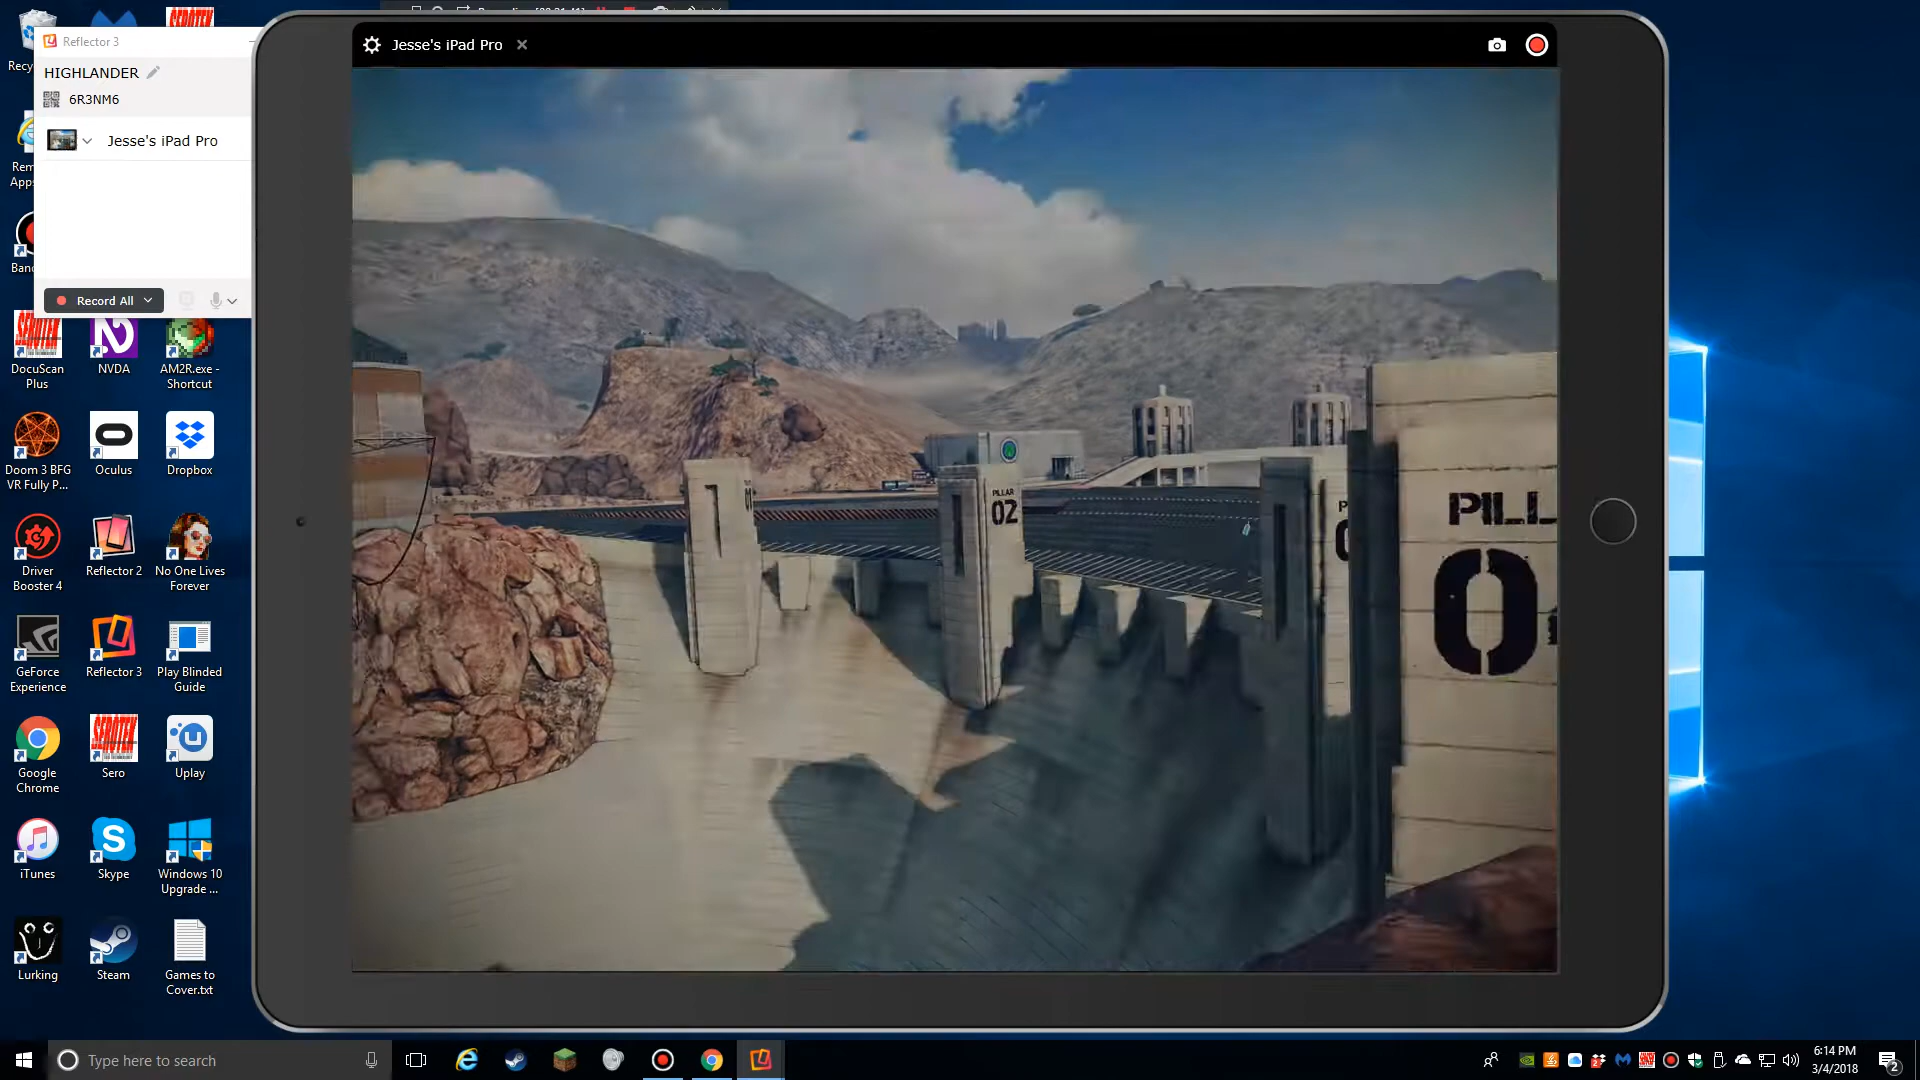 Reflector 3
HIGHLANDER
6R3NM6
Jesse's iPad Pro
Record All
Jesse's iPad Pro
PILLAR
02
PILL
0
SEROTEK
DocuScan
Plus
NVDA
AM2R.exe -
Shortcut
Doom 3 BFG
VR Fully P...
Oculus
Dropbox
Driver
Booster 4
Reflector 2
No One Lives
Forever
GeForce
Experience
Reflector 3
Play Blinded
Guide
Google
Chrome
SEROTEK
Sero
Uplay
iTunes
Skype
Windows 10
Upgrade ...
Lurking
Steam
Games to
Cover.txt
Type here to search
6:14 PM
3/4/2018
2